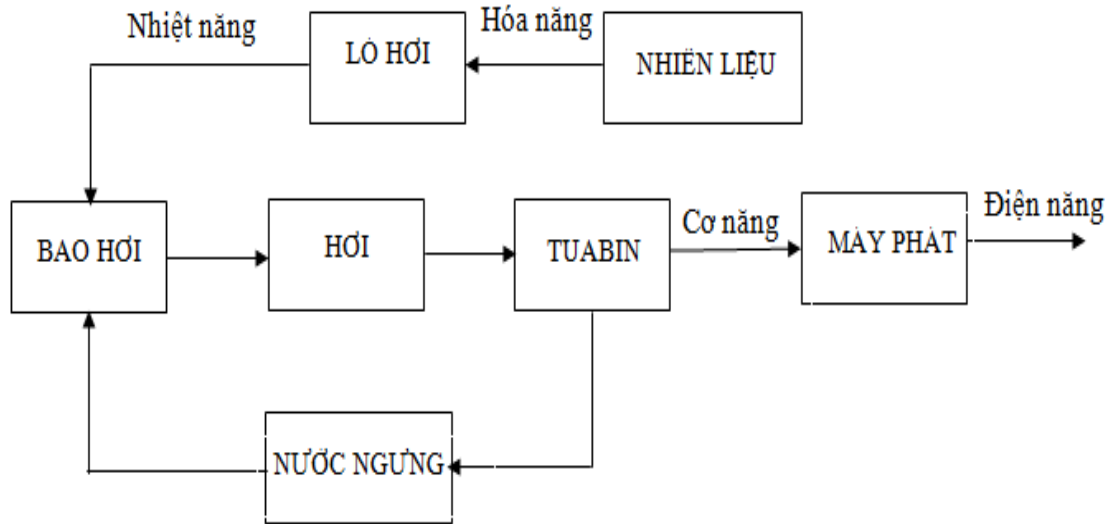 Nhiệt năng
LÒ HƠI
Hóa năng
NHIÊN LIỆU
BAO HƠI
HƠI
TUABIN
Cơ năng
MÁY PHÁT
Điện năng
NƯỚC NGƯNG